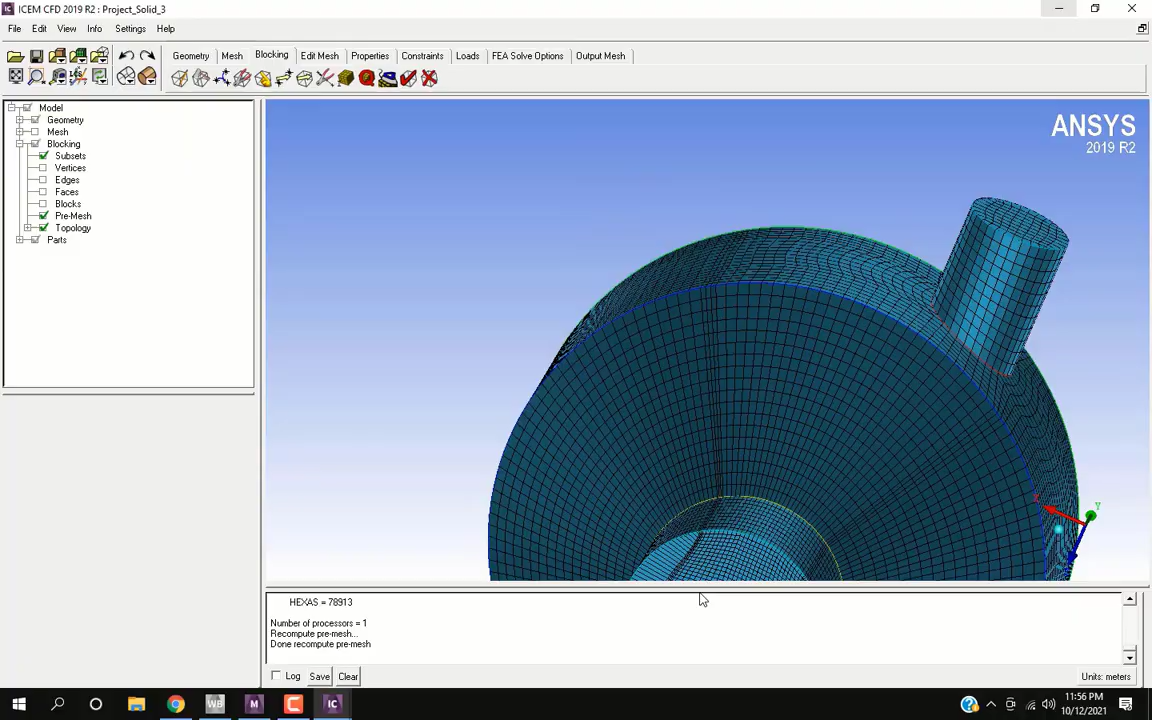 ICEM CFD 2019 R2 : Project_Solid_3
File Edit View Info Settings Help
Geometry Mesh Blocking Edit Mesh Properties Constraints Loads FEA Solve Options Output Mesh
Model
Geometry
Mesh
Blocking
Subsets
Vertices
Edges
Faces
Blocks
Pre-Mesh
Topology
Parts
ANSYS
2019 R2
Y
HEXAS = 78913
Number of processors = 1
Recompute pre-mesh...
Done recompute pre-mesh
Log Save Clear
Units: meters
WB M C IC
11:56 PM
10/12/2021